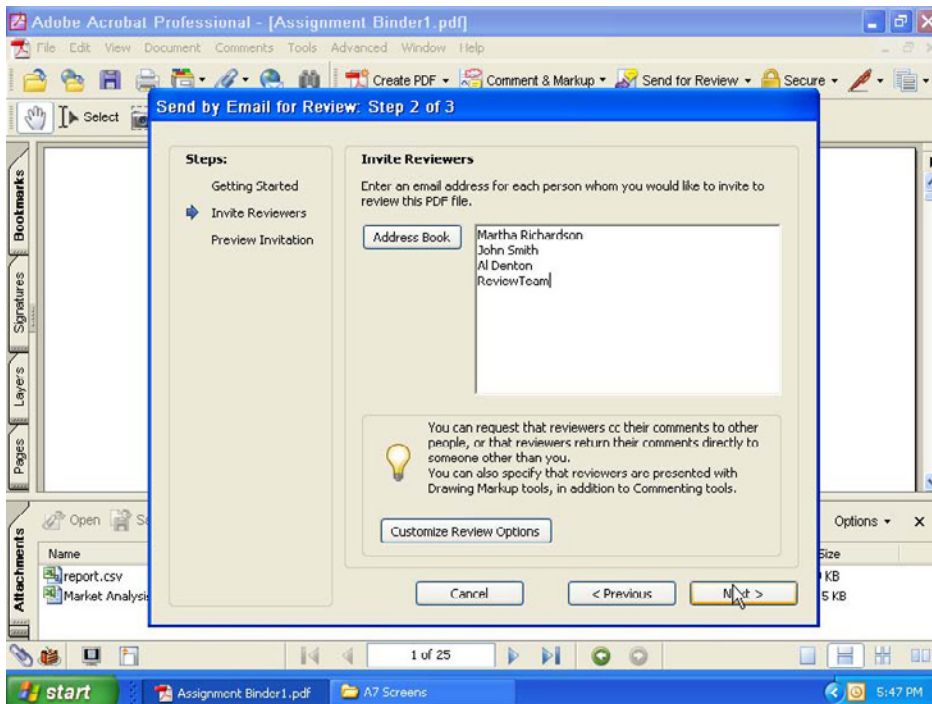 Adobe Acrobat Professional - [Assignment Binder1.pdf]
File Edit View Document Comments Tools Advanced Window Help
Create PDF Comment & Markup Send for Review Secure
Select
Send by Email for Review: Step 2 of 3
Steps:
Getting Started
Invite Reviewers
Preview Invitation
Invite Reviewers
Enter an email address for each person whom you would like to invite to
review this PDF file.
Address Book
Martha Richardson
John Smith
Al Denton
ReviewTeam
You can request that reviewers cc their comments to other
people, or that reviewers return their comments directly to
someone other than you.
You can also specify that reviewers are presented with
Drawing Markup tools, in addition to Commenting tools.
Customize Review Options
Cancel < Previous Next >
Bookmarks
Signatures
Layers
Pages
Attachments
Open Options
Name Size
report.csv KB
Market Analysis 5 KB
1 of 25
start Assignment Binder1.pdf A7 Screens 5:47 PM